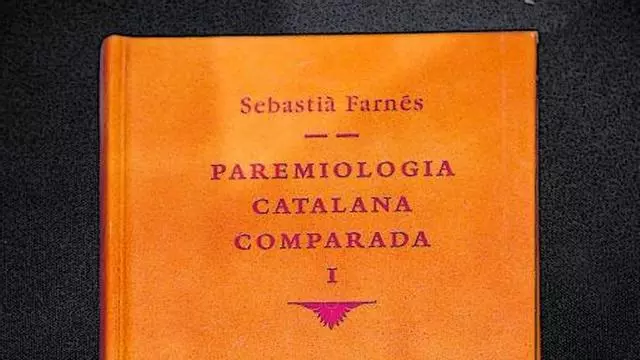 Sebastià Farnés
PAREMIOLOGIA
CATALANA
COMPARADA
I